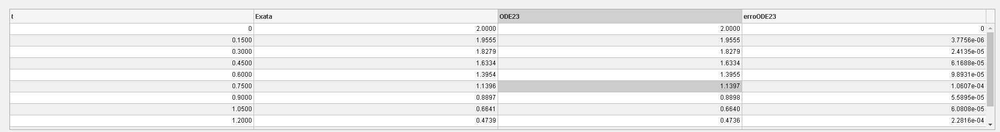 t Exata ODE23 erroODE23
0 2.0000 2.0000 0
0.1500 1.9555 1.9555 3.7756e-06
0.3000 1.8279 1.8279 2.4135e-05
0.4500 1.6334 1.6334 6.1688e-05
0.6000 1.3954 1.3955 9.8931e-05
0.7500 1.1396 1.1397 1.0607e-04
0.9000 0.8897 0.8898 5.5895e-05
1.0500 0.6641 0.6640 6.0808e-05
1.2000 0.4739 0.4736 2.2816e-04